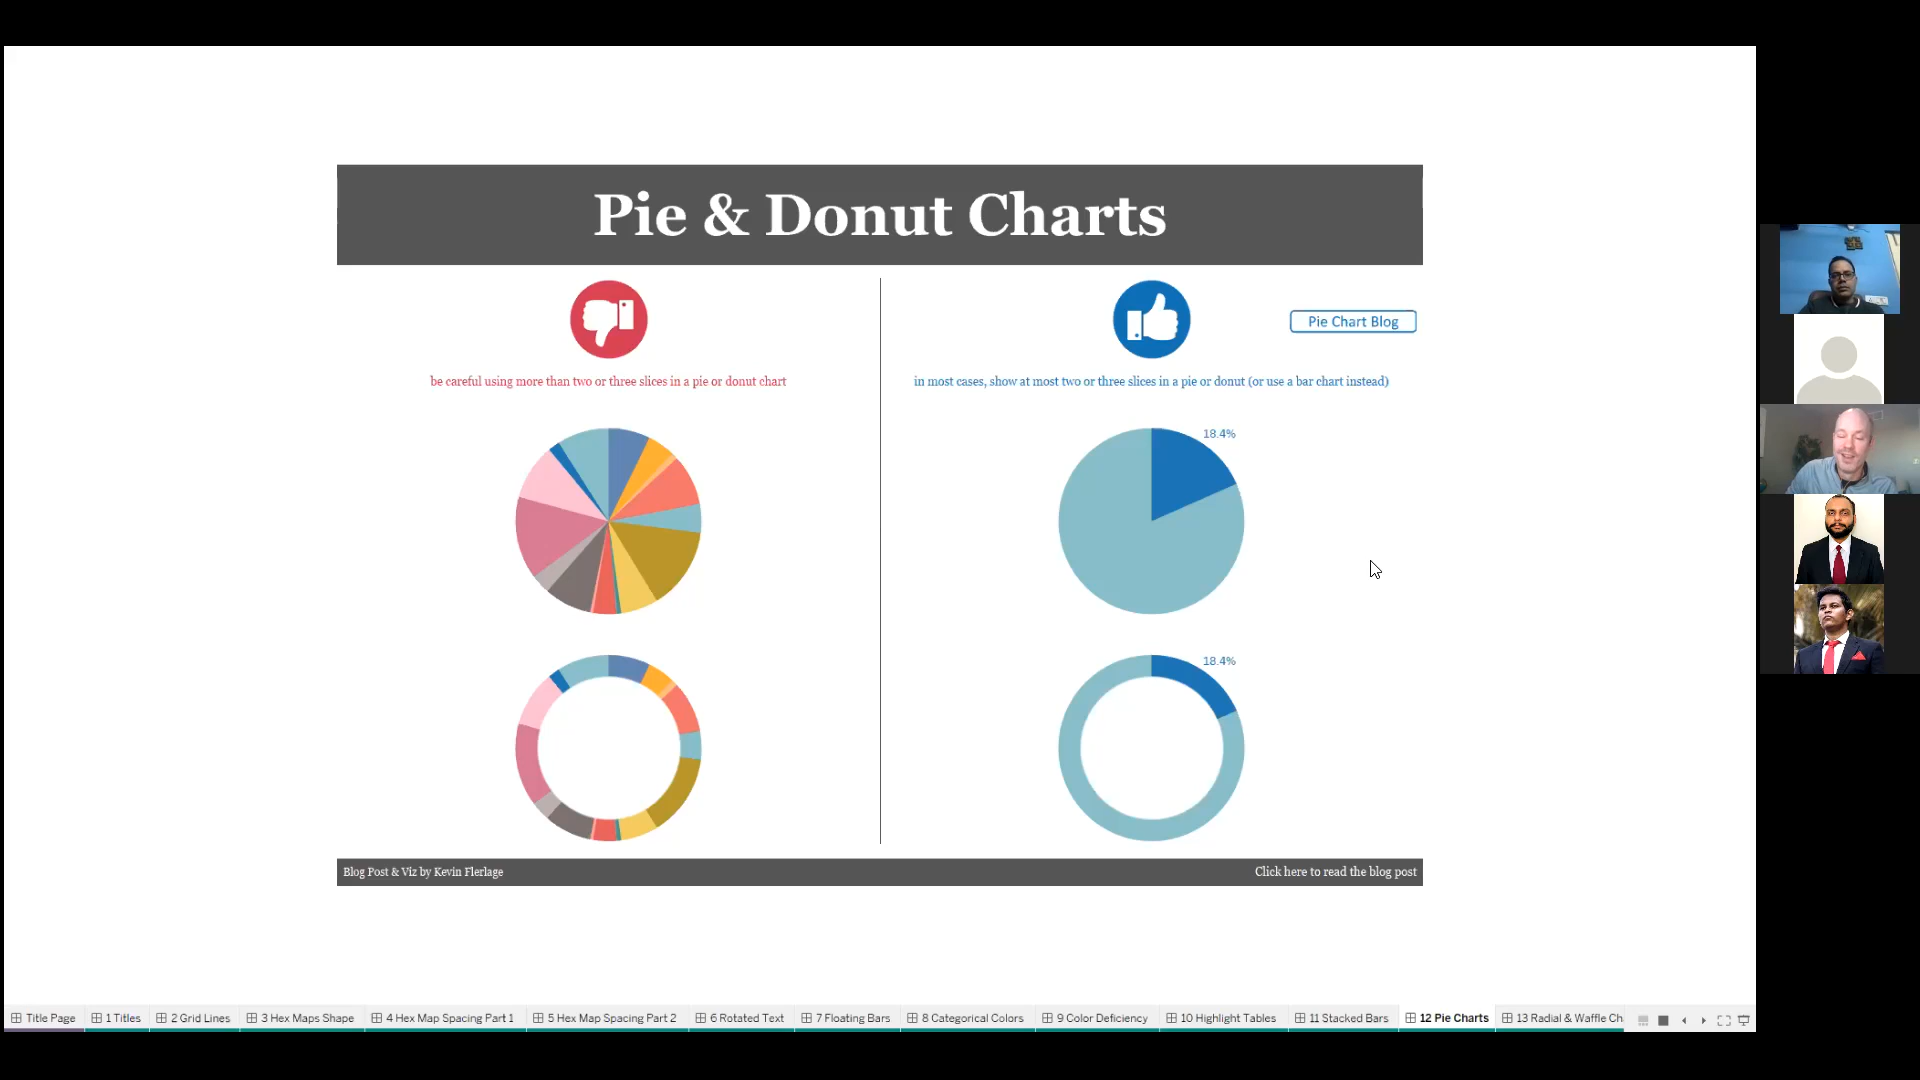 Pie & Donut Charts
Pie Chart Blog
be careful using more than two or three slices in a pie or donut chart
in most cases, show at most two or three slices in a pie or donut (or use a bar chart instead)
18.4%
18.4%
Blog Post & Viz by Kevin Flerlage
Click here to read the blog post
Title Page
1 Titles
2 Grid Lines
3 Hex Maps Shape
4 Hex Map Spacing Part 1
5 Hex Map Spacing Part 2
6 Rotated Text
7 Floating Bars
8 Categorical Colors
9 Color Deficiency
10 Highlight Tables
11 Stacked Bars
12 Pie Charts
13 Radial & Waffle Ch